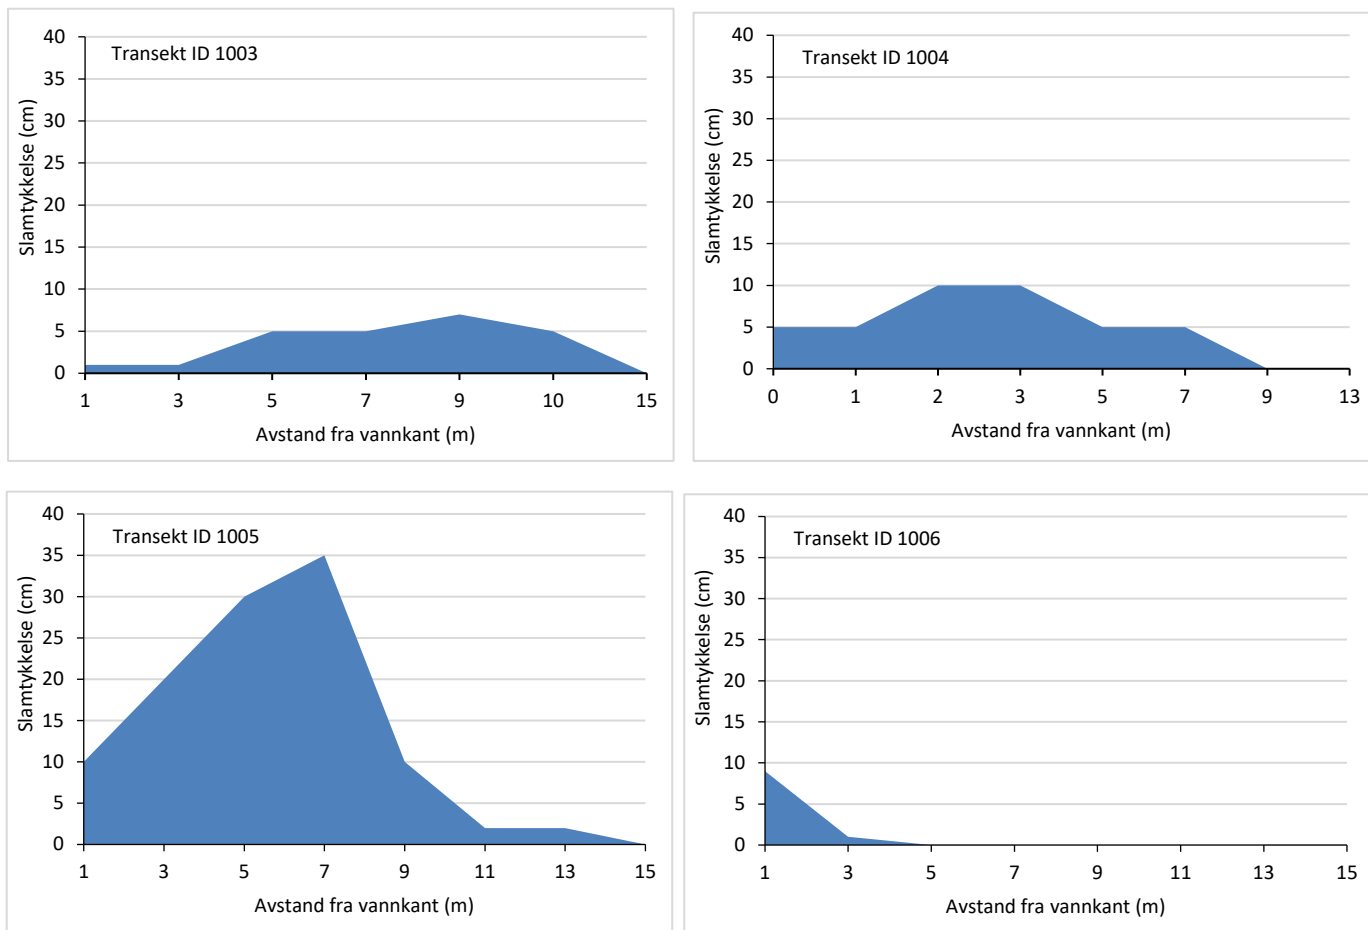 Transekt ID 1003
40
35
30
25
20
15
10
5
0
Slamtykkelse (cm)
1 3 5 7 9 10 15
Avstand fra vannkant (m)
Transekt ID 1004
40
35
30
25
20
15
10
5
0
Slamtykkelse (cm)
0 1 2 3 5 7 9 13
Avstand fra vannkant (m)
Transekt ID 1005
40
35
30
25
20
15
10
5
0
Slamtykkelse (cm)
1 3 5 7 9 11 13 15
Avstand fra vannkant (m)
Transekt ID 1006
40
35
30
25
20
15
10
5
0
Slamtykkelse (cm)
1 3 5 7 9 11 13 15
Avstand fra vannkant (m)